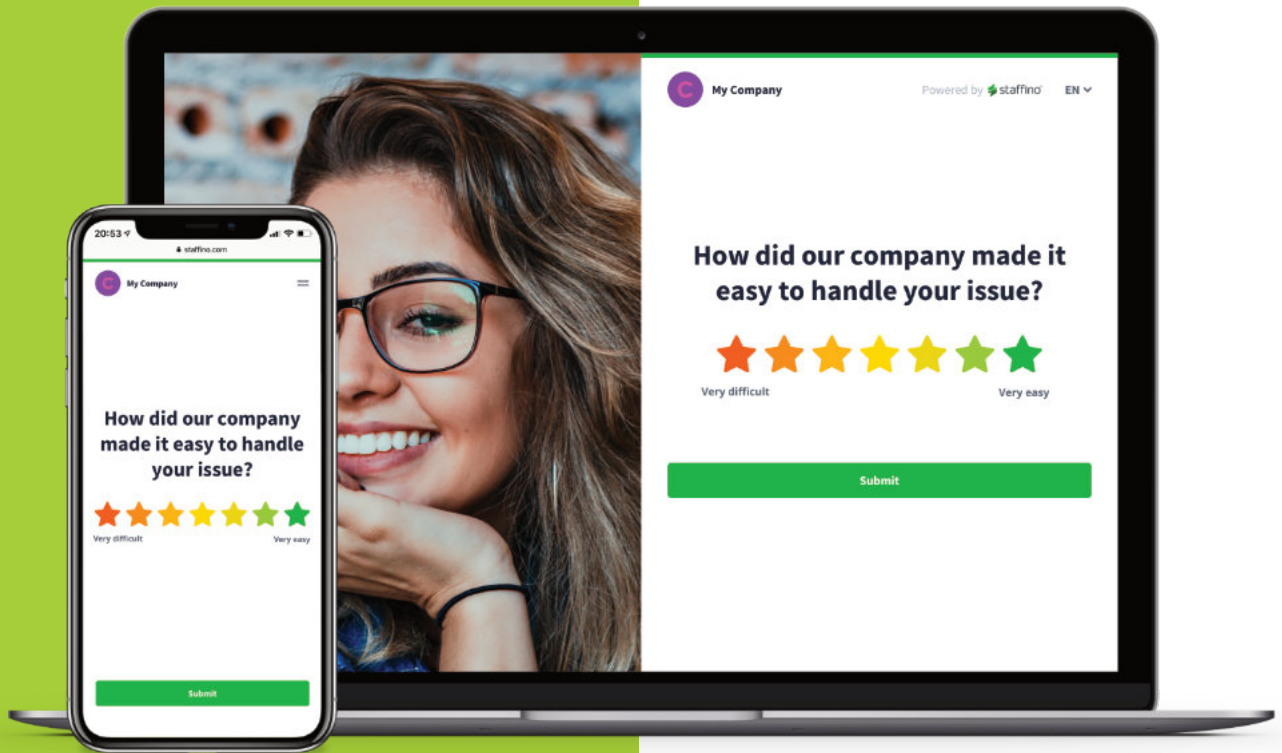 C
My Company
Powered by staffino
EN
How did our company made it
easy to handle your issue?
Very difficult
Very easy
Submit
20:53
staffino.com
C
My Company
How did our company
made it easy to handle
your issue?
Very difficult
Very easy
Submit